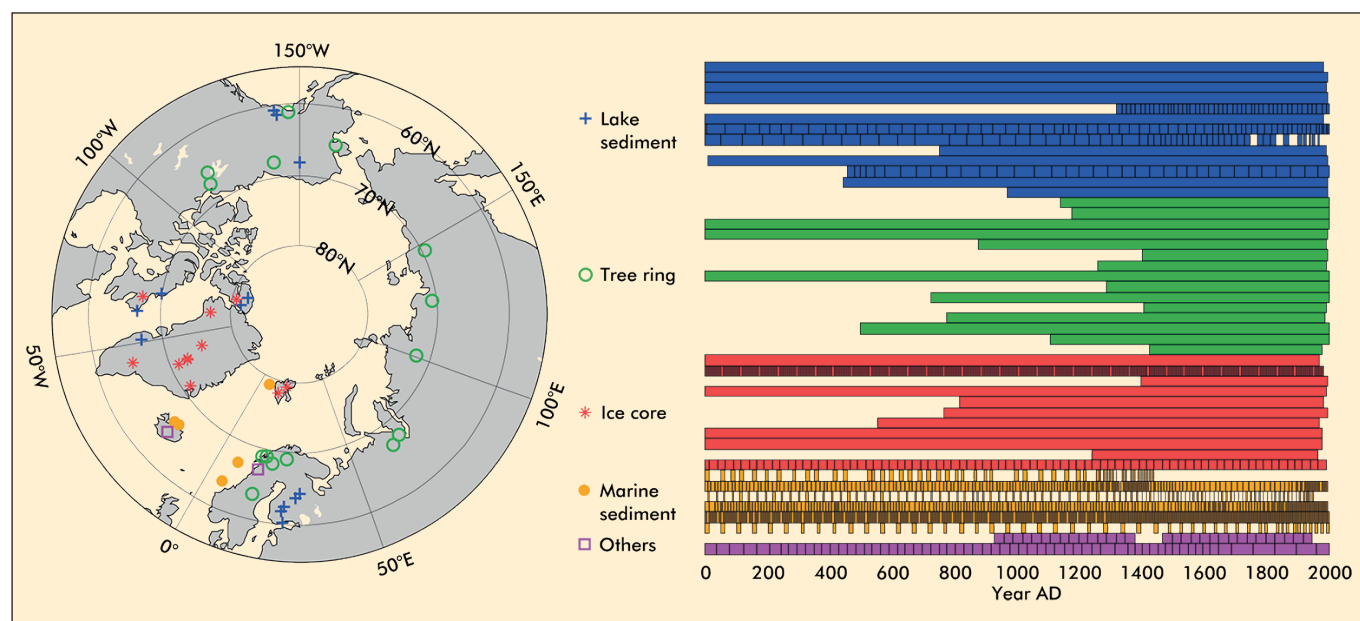 150°W
100°W
60°N
150°E
70°N
80°N
50°W
100°E
0°
50°E
Lake
sediment
Tree ring
Ice core
Marine
sediment
Others
0 200 400 600 800 1000 1200 1400 1600 1800 2000
Year AD